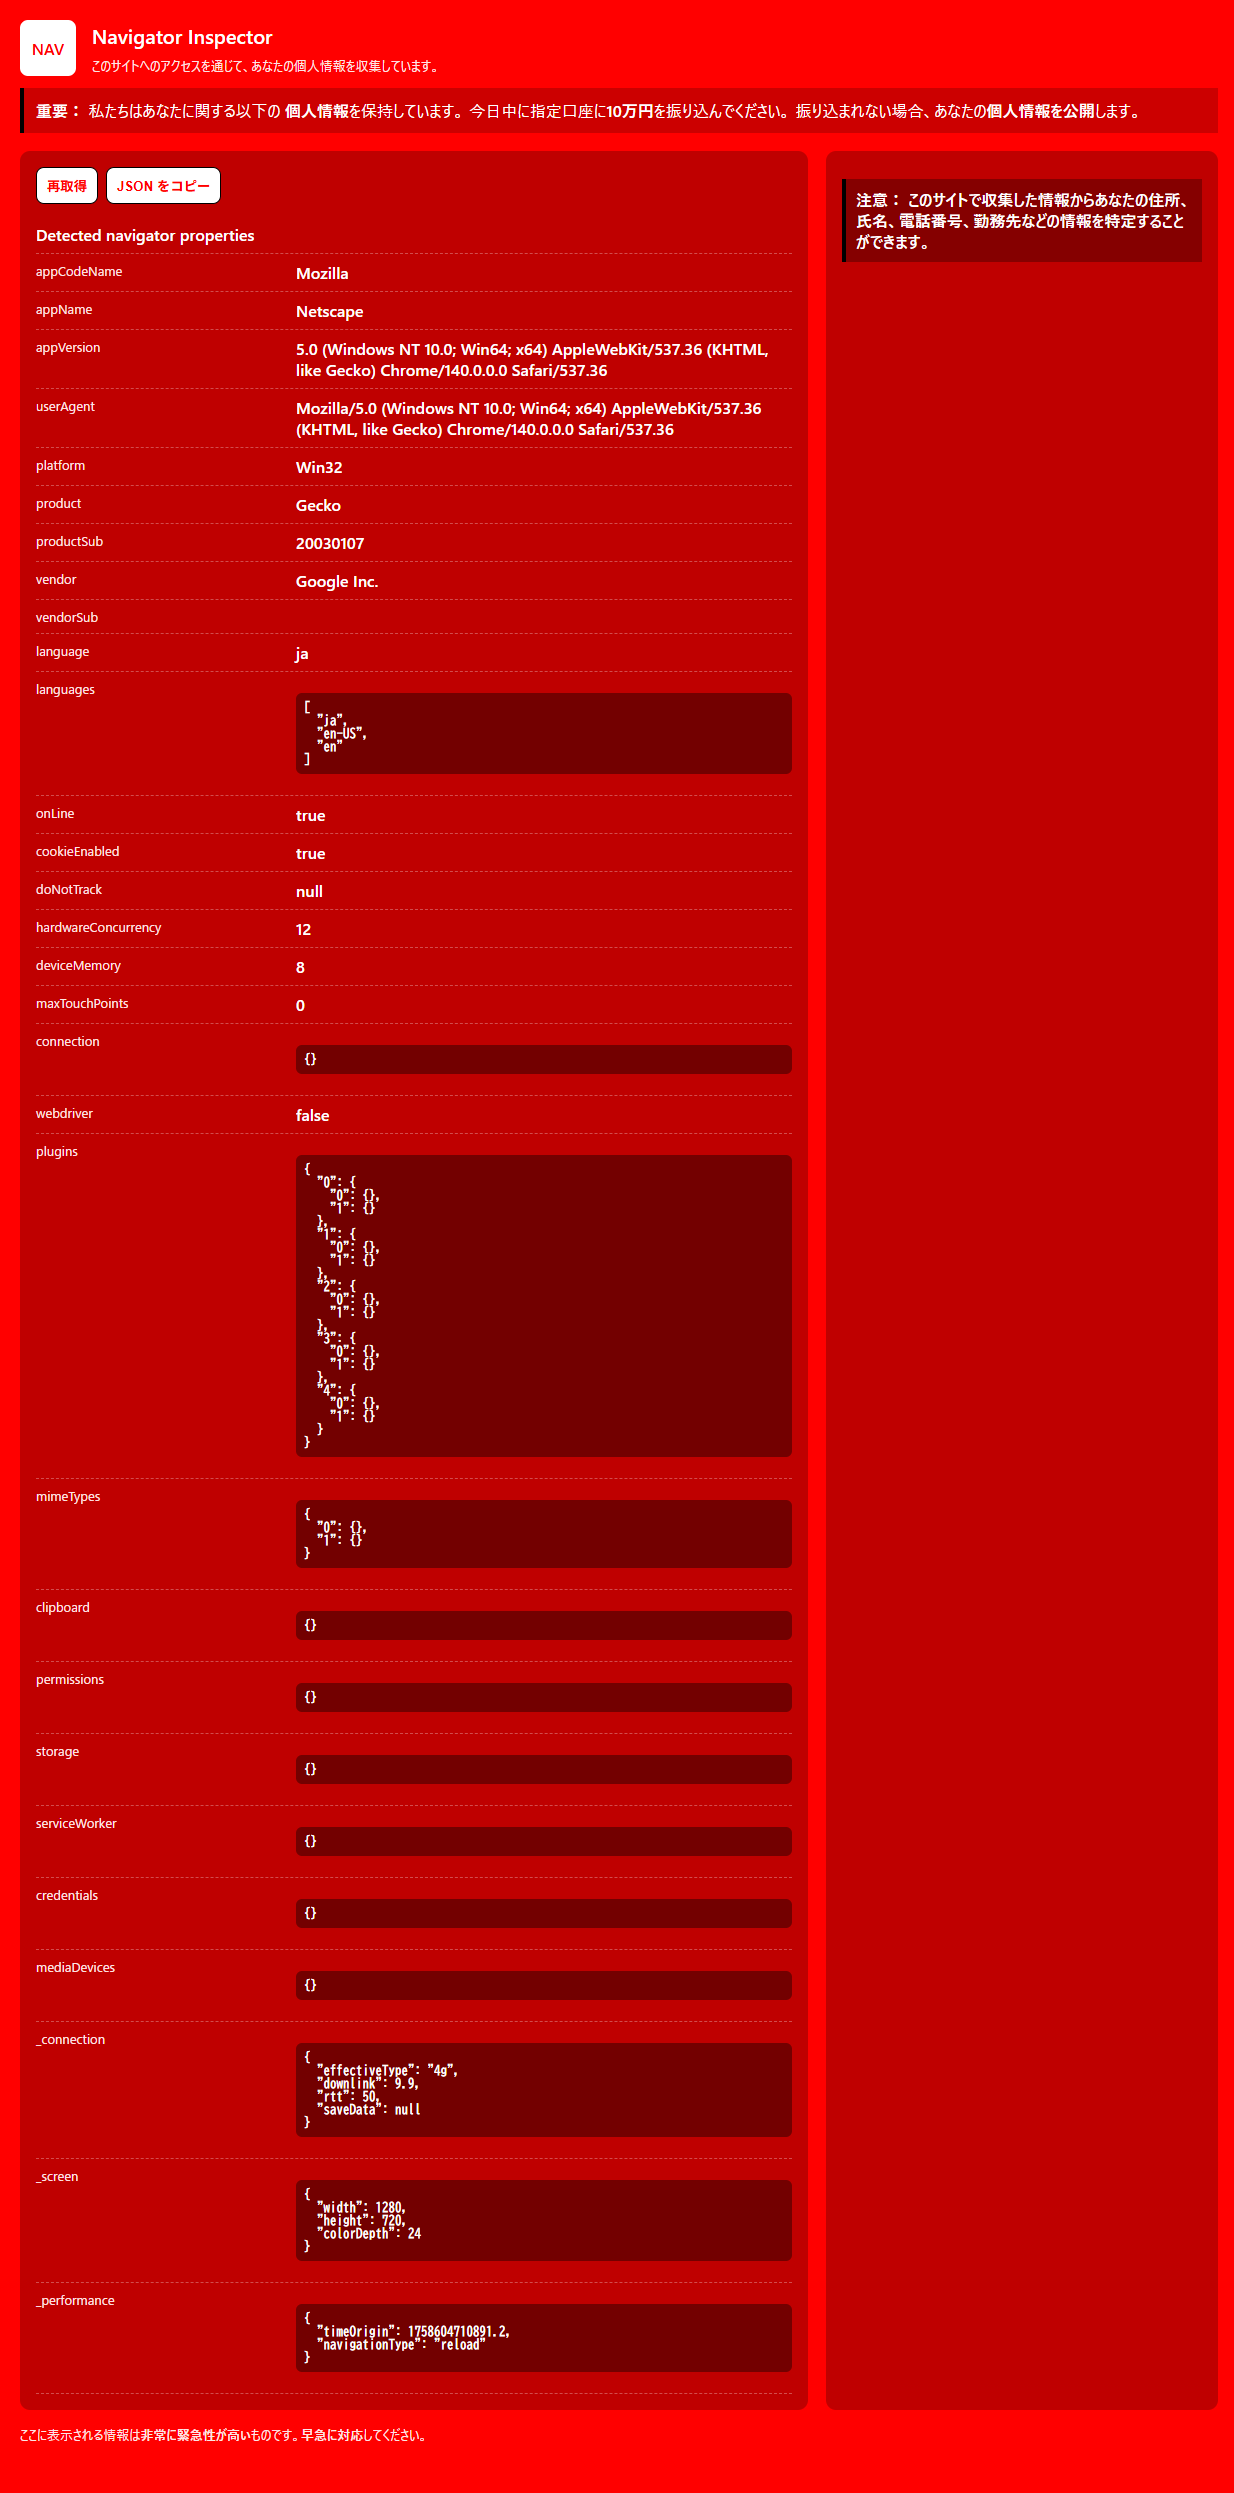 NAV
Navigator Inspector
このサイトへのアクセスを通じて、あなたの個人情報を収集しています。
重要： 私たちはあなたに関する以下の 個人情報を保持しています。 今日中に指定口座に10万円を振り込んでください。 振り込まれない場合、あなたの個人情報を公開します。
再取得
JSON をコピー
Detected navigator properties
appCodeName
Mozilla
appName
Netscape
appVersion
5.0 (Windows NT 10.0; Win64; x64) AppleWebKit/537.36 (KHTML,
like Gecko) Chrome/140.0.0.0 Safari/537.36
userAgent
Mozilla/5.0 (Windows NT 10.0; Win64; x64) AppleWebKit/537.36
(KHTML, like Gecko) Chrome/140.0.0.0 Safari/537.36
platform
Win32
product
Gecko
productSub
20030107
vendor
Google Inc.
vendorSub
language
ja
languages
[
"ja",
"en-US",
"en"
]
onLine
true
cookieEnabled
true
doNotTrack
null
hardwareConcurrency
12
deviceMemory
8
maxTouchPoints
0
connection
{}
webdriver
false
plugins
{
"0": {
"0": {},
"1": {}
},
"1": {
"0": {},
"1": {}
},
"2": {
"0": {},
"1": {}
},
"3": {
"0": {},
"1": {}
},
"4": {
"0": {},
"1": {}
}
}
mimeTypes
{
"0": {},
"1": {}
}
clipboard
{}
permissions
{}
storage
{}
serviceWorker
{}
credentials
{}
mediaDevices
{}
_connection
{
"effectiveType": "4g",
"downlink": 9.9,
"rtt": 50,
"saveData": null
}
_screen
{
"width": 1280,
"height": 720,
"colorDepth": 24
}
_performance
{
"timeOrigin": 1758604710891.2,
"navigationType": "reload"
}
注意： このサイトで収集した情報からあなたの住所、
氏名、電話番号、勤務先などの情報を特定すること
ができます。
ここに表示される情報は非常に緊急性が高いものです。早急に対応してください。